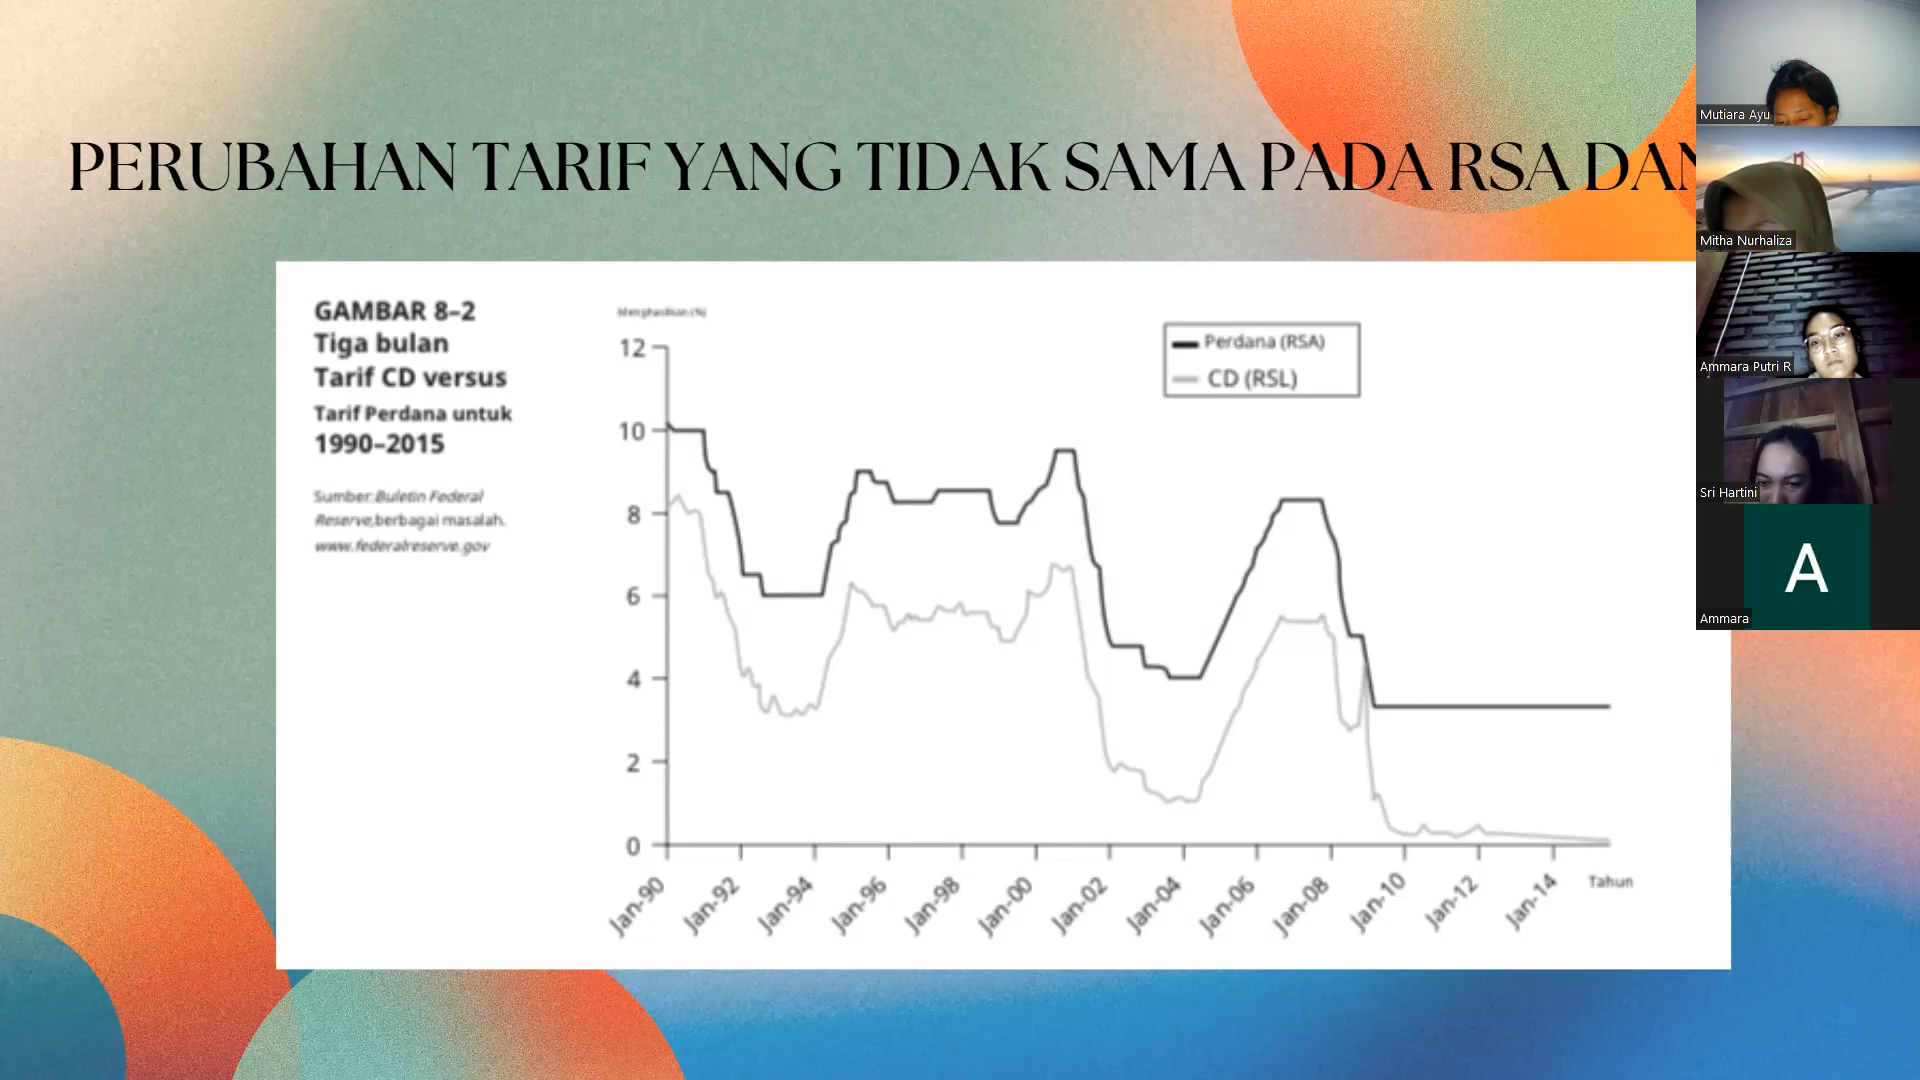 PERUBAHAN TARIF YANG TIDAK SAMA PADA RSA DAN
GAMBAR 8–2
Tiga bulan
Tarif CD versus
Tarif Perdana untuk
1990–2015
Sumber:Buletin Federal
Reserve,berbagai masalah.
www.federalreserve.gov
Menghasilkan (%)
12
10
8
6
4
2
0
Perdana (RSA)
CD (RSL)
Jan-90
Jan-92
Jan-94
Jan-96
Jan-98
Jan-00
Jan-02
Jan-04
Jan-06
Jan-08
Jan-10
Jan-12
Jan-14
Tahun
Mutiara Ayu
Mitha Nurhaliza
Ammara Putri R
Sri Hartini
A
Ammara